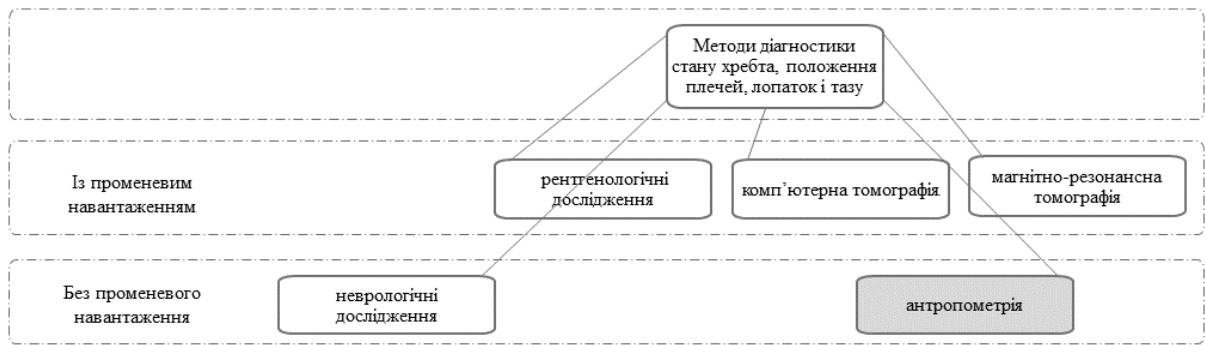 Методи діагностики
стану хребта, положення
плечей, лопаток і тазу
Із променевим
навантаженням
рентгенологічні
дослідження
комп’ютерна томографія
магнітно-резонансна
томографія
Без променевого
навантаження
неврологічні
дослідження
антропометрія